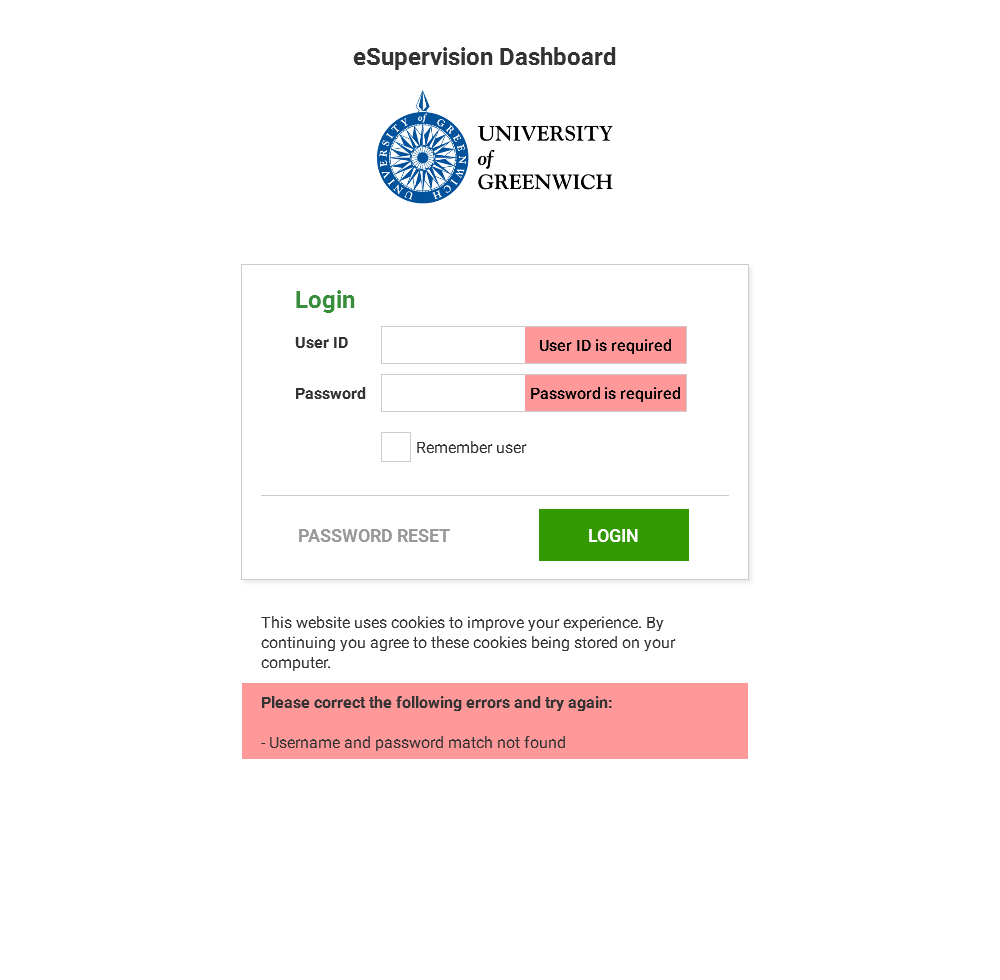 eSupervision Dashboard
UNIVERSITY OF GREENWICH
UNIVERSITY
of
GREENWICH
Login
User ID
User ID is required
Password
Password is required
Remember user
PASSWORD RESET
LOGIN
This website uses cookies to improve your experience. By
continuing you agree to these cookies being stored on your
computer.
Please correct the following errors and try again:
- Username and password match not found